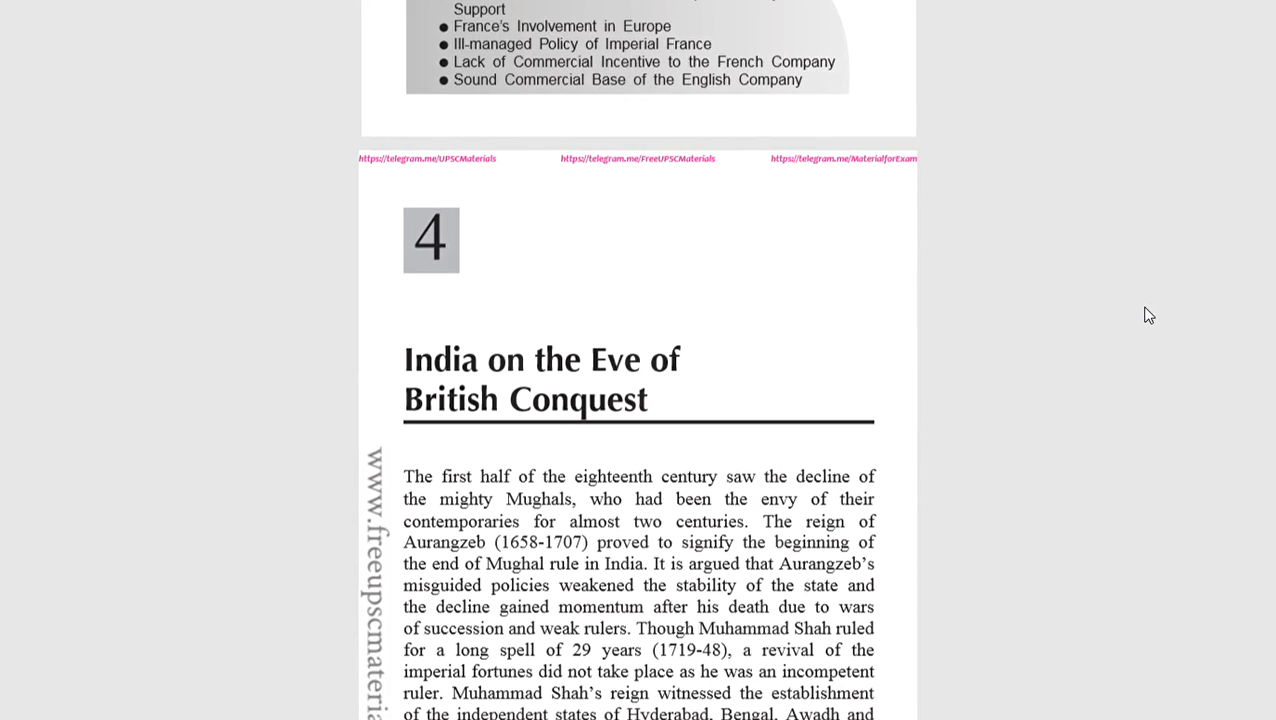 Support
● France's Involvement in Europe
● Ill-managed Policy of Imperial France
● Lack of Commercial Incentive to the French Company
● Sound Commercial Base of the English Company
https://telegram.me/UPSCMaterials https://telegram.me/FreeUPSCMaterials https://telegram.me/MaterialforExam
4
India on the Eve of
British Conquest
The first half of the eighteenth century saw the decline of
the mighty Mughals, who had been the envy of their
contemporaries for almost two centuries. The reign of
Aurangzeb (1658-1707) proved to signify the beginning of
the end of Mughal rule in India. It is argued that Aurangzeb's
misguided policies weakened the stability of the state and
the decline gained momentum after his death due to wars
of succession and weak rulers. Though Muhammad Shah ruled
for a long spell of 29 years (1719-48), a revival of the
imperial fortunes did not take place as he was an incompetent
ruler. Muhammad Shah's reign witnessed the establishment
of the independent states of Hyderabad, Bengal, Awadh and
www.freeupscmateria